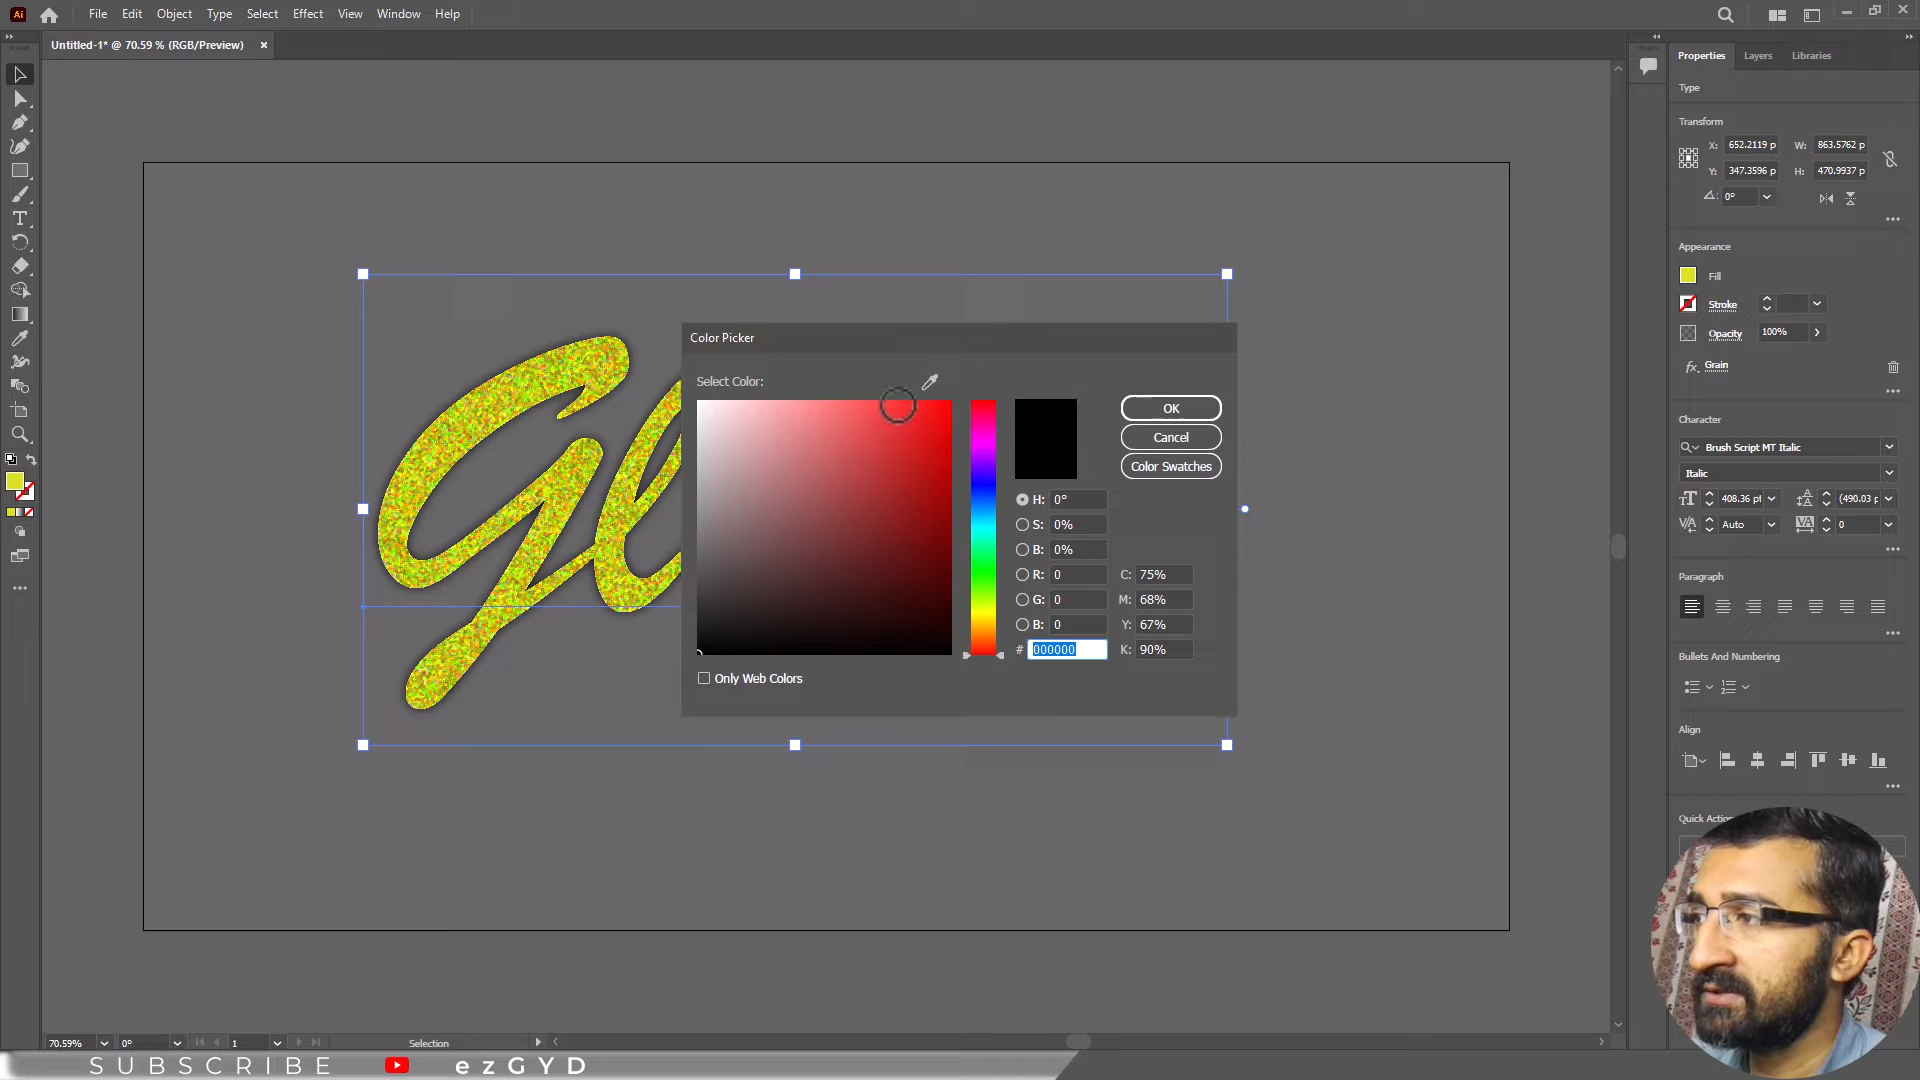 Ai File Edit Object Type Select Effect View Window Help
Untitled-1* @ 70.59 % (RGB/Preview) ×
Properties Layers Libraries
Type
Transform
X: 652.2119 p W: 863.5762 p
Y: 347.3596 p H: 470.9937 p
0°
Appearance
Fill
Stroke
Opacity 100%
fx Grain
Character
Brush Script MT Italic
Italic
408.36 pt (490.03 p
Auto 0
Paragraph
Bullets And Numbering
Align
Gl
Color Picker
Select Color:
OK
Cancel
Color Swatches
H: 0°
S: 0%
B: 0%
R: 0 C: 75%
G: 0 M: 68%
B: 0 Y: 67%
# 000000 K: 90%
Only Web Colors
70.59% 0° 1 Selection
SUBSCRIBE ezGYD